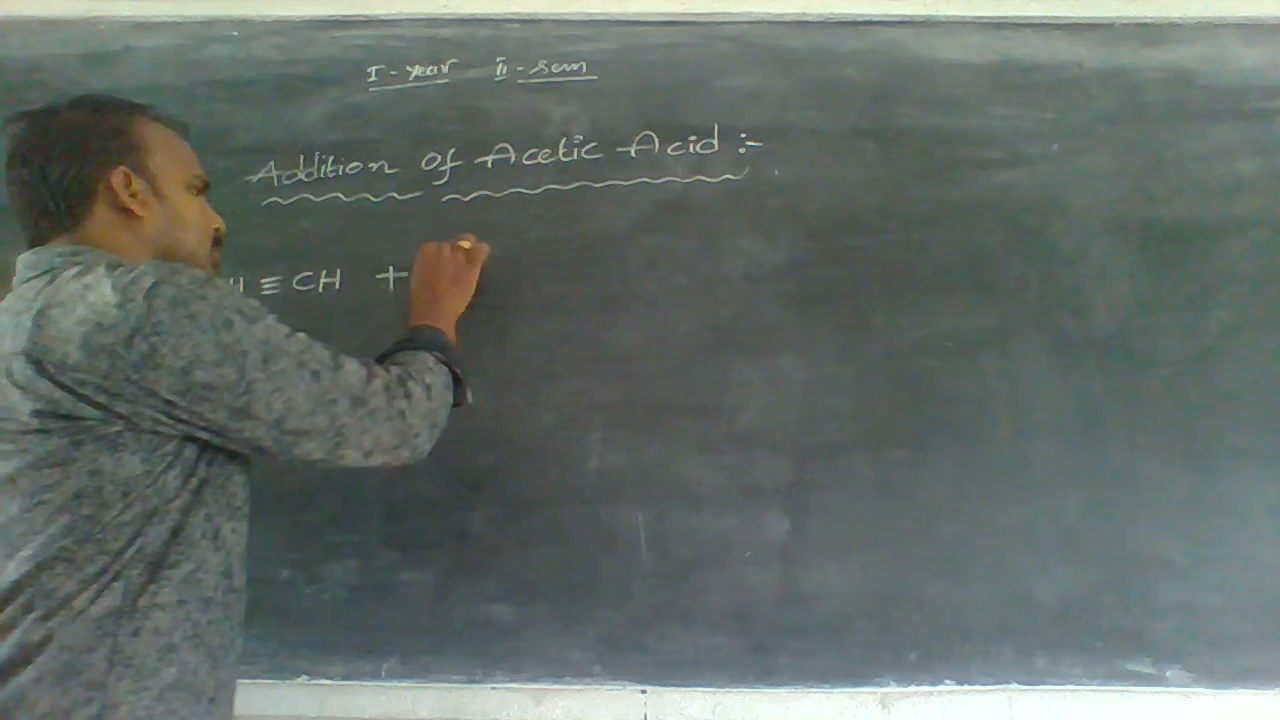 I - year II - sem
Addition of Acetic Acid :-
H ≡ CH +